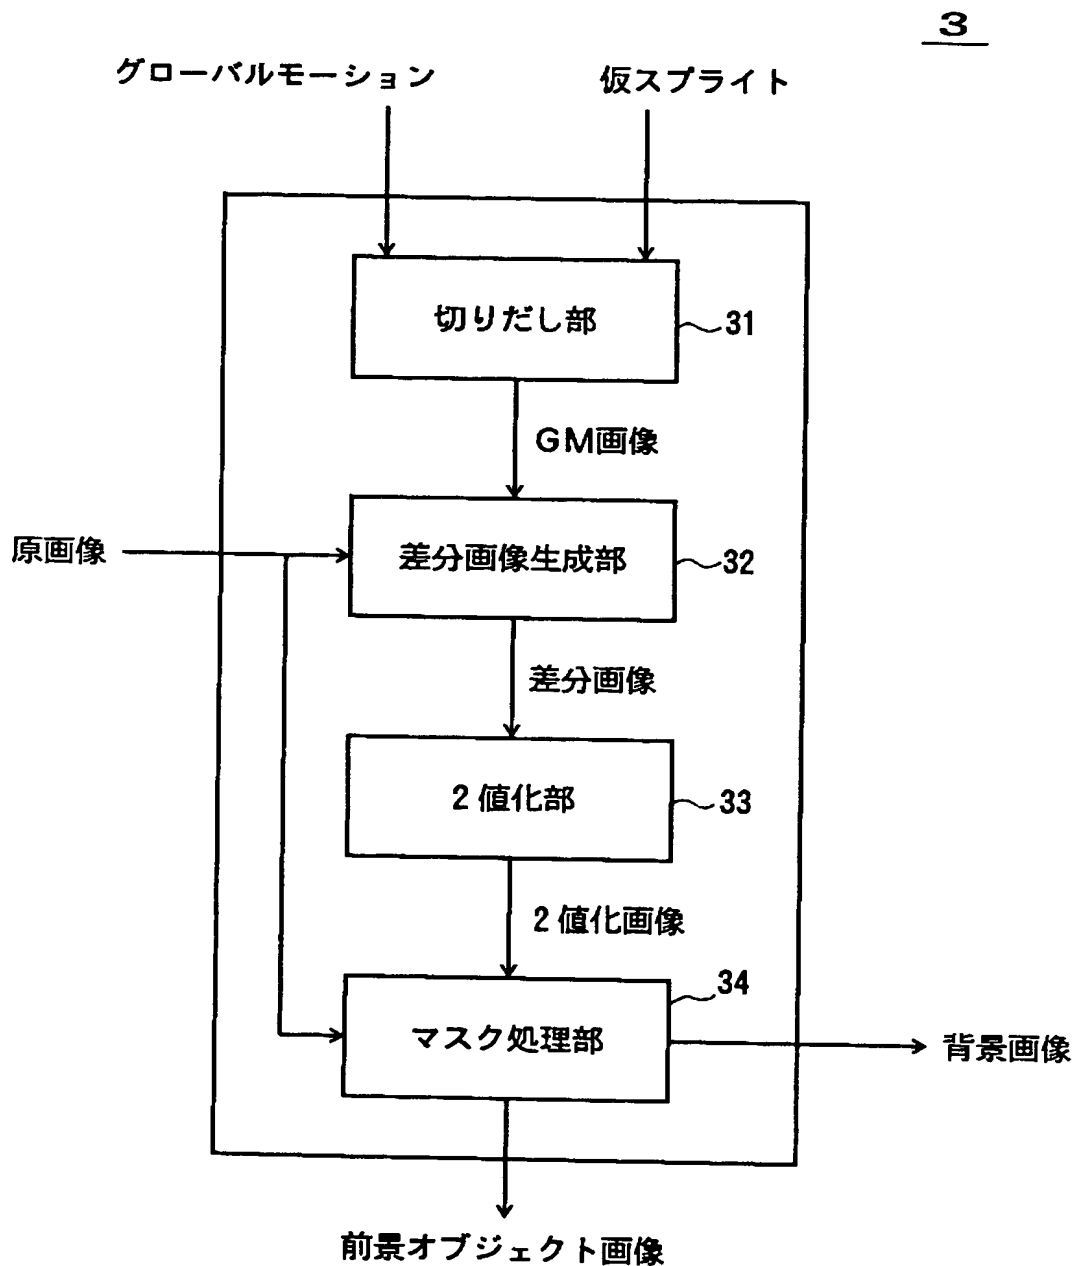 3
グローバルモーション
仮スプライト
切りだし部
31
GM画像
原画像
差分画像生成部
32
差分画像
2値化部
33
2値化画像
34
マスク処理部
背景画像
前景オブジェクト画像